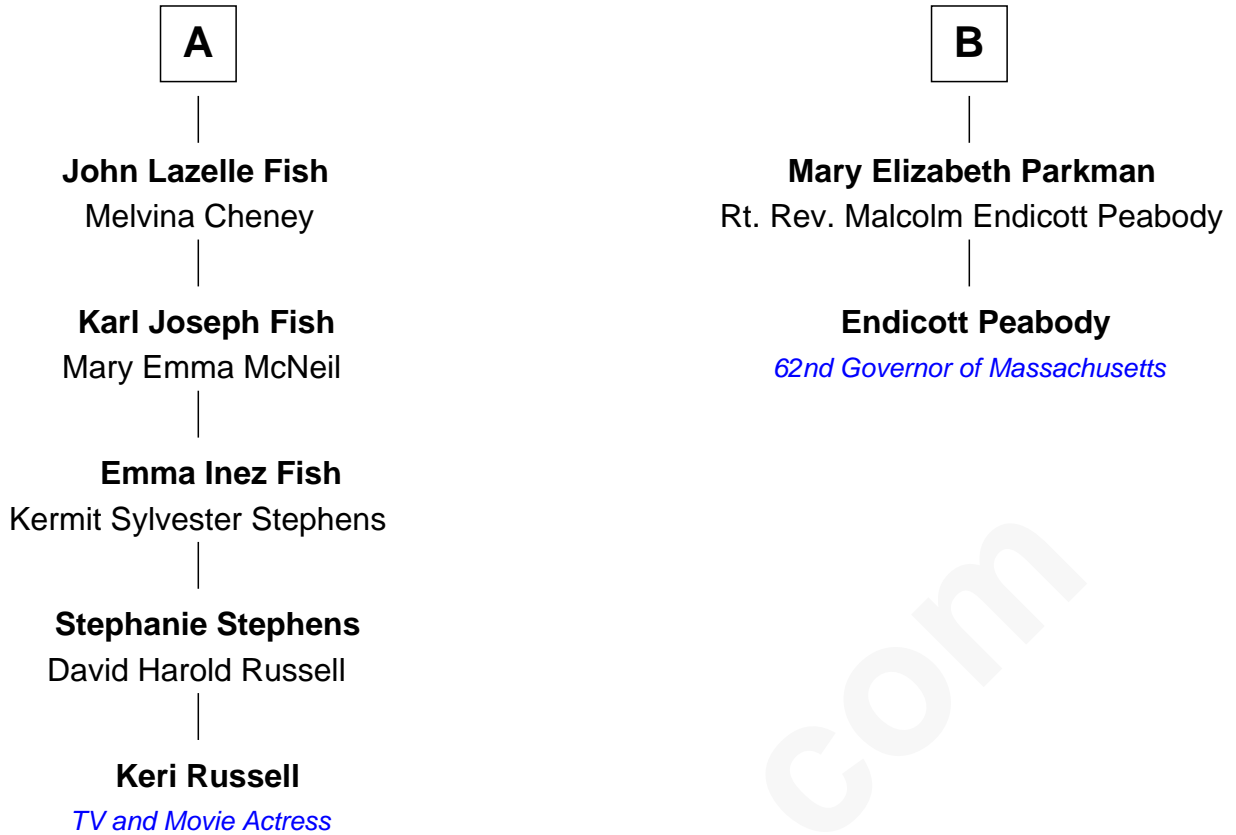 A
John Lazelle Fish
Melvina Cheney
Karl Joseph Fish
Mary Emma McNeil
Emma Inez Fish
Kermit Sylvester Stephens
Stephanie Stephens
David Harold Russell
Keri Russell
TV and Movie Actress
B
Mary Elizabeth Parkman
Rt. Rev. Malcolm Endicott Peabody
Endicott Peabody
62nd Governor of Massachusetts
com